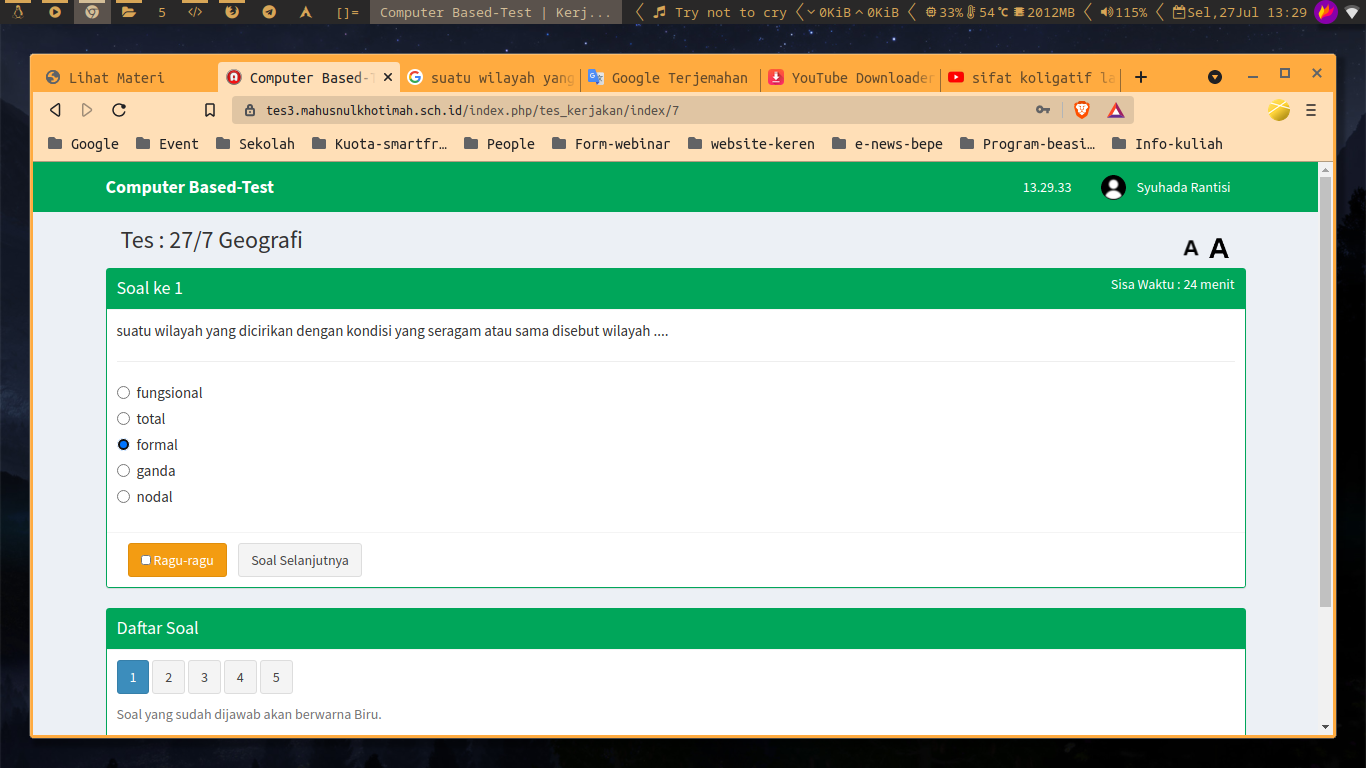 5 []= Computer Based-Test | Kerj... Try not to cry 0KiB 0KiB 33% 54℃ 2012MB 115% Sel,27Jul 13:29
Lihat Materi Computer Based-T suatu wilayah yang Google Terjemahan YouTube Downloader sifat koligatif la
tes3.mahusnulkhotimah.sch.id/index.php/tes_kerjakan/index/7
Google Event Sekolah Kuota-smartfr… People Form-webinar website-keren e-news-bepe Program-beasi… Info-kuliah
Computer Based-Test 13.29.33 Syuhada Rantisi
Tes : 27/7 Geografi A A
Soal ke 1 Sisa Waktu : 24 menit
suatu wilayah yang dicirikan dengan kondisi yang seragam atau sama disebut wilayah ....
fungsional
total
formal
ganda
nodal
Ragu-ragu Soal Selanjutnya
Daftar Soal
1 2 3 4 5
Soal yang sudah dijawab akan berwarna Biru.